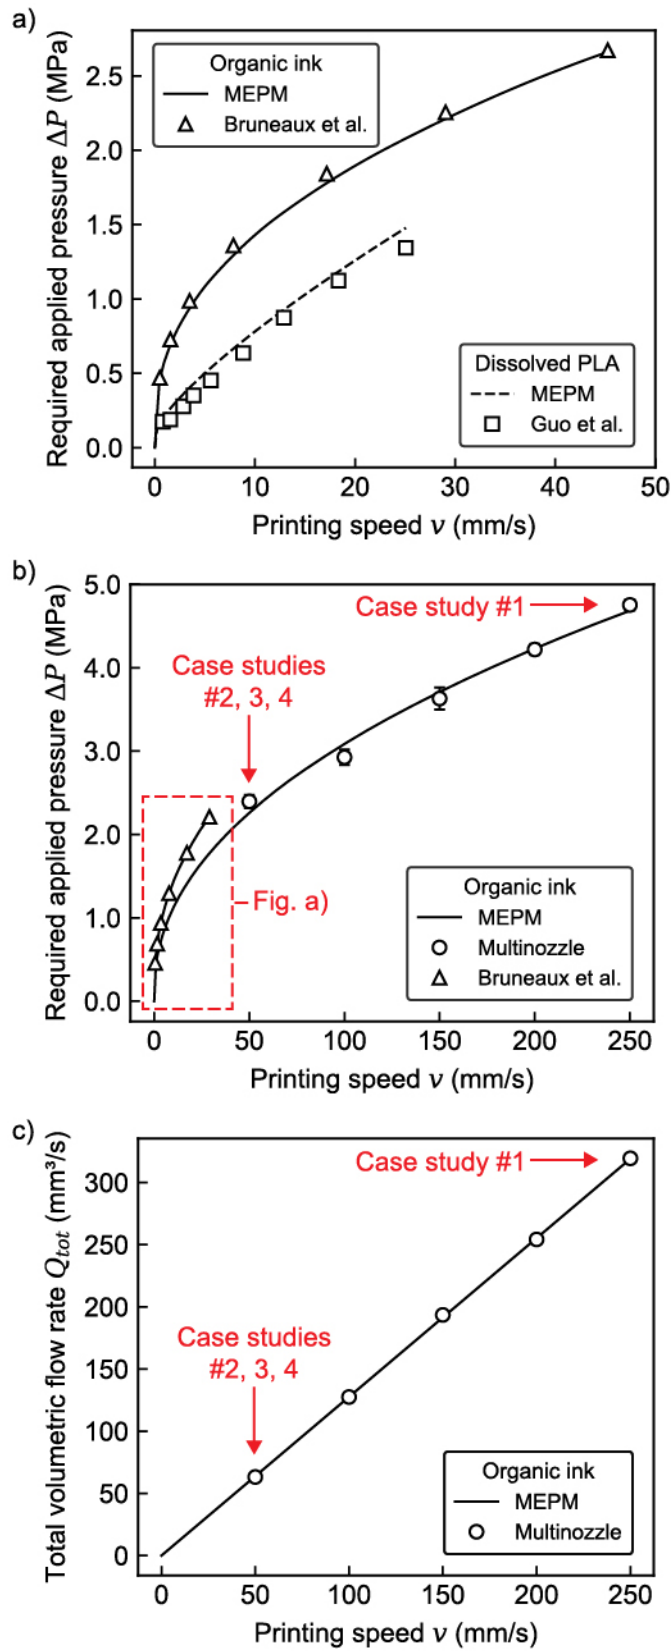 a)
Required applied pressure ΔP (MPa)
2.5
2.0
1.5
1.0
0.5
0.0
Organic ink
MEPM
Bruneaux et al.
Dissolved PLA
MEPM
Guo et al.
0 10 20 30 40 50
Printing speed v (mm/s)
b)
Required applied pressure ΔP (MPa)
5.0
4.0
3.0
2.0
1.0
0.0
Case study #1
Case studies
#2, 3, 4
Fig. a)
Organic ink
MEPM
Multinozzle
Bruneaux et al.
0 50 100 150 200 250
Printing speed v (mm/s)
c)
Total volumetric flow rate Qtot (mm³/s)
300
250
200
150
100
50
0
Case study #1
Case studies
#2, 3, 4
Organic ink
MEPM
Multinozzle
0 50 100 150 200 250
Printing speed v (mm/s)